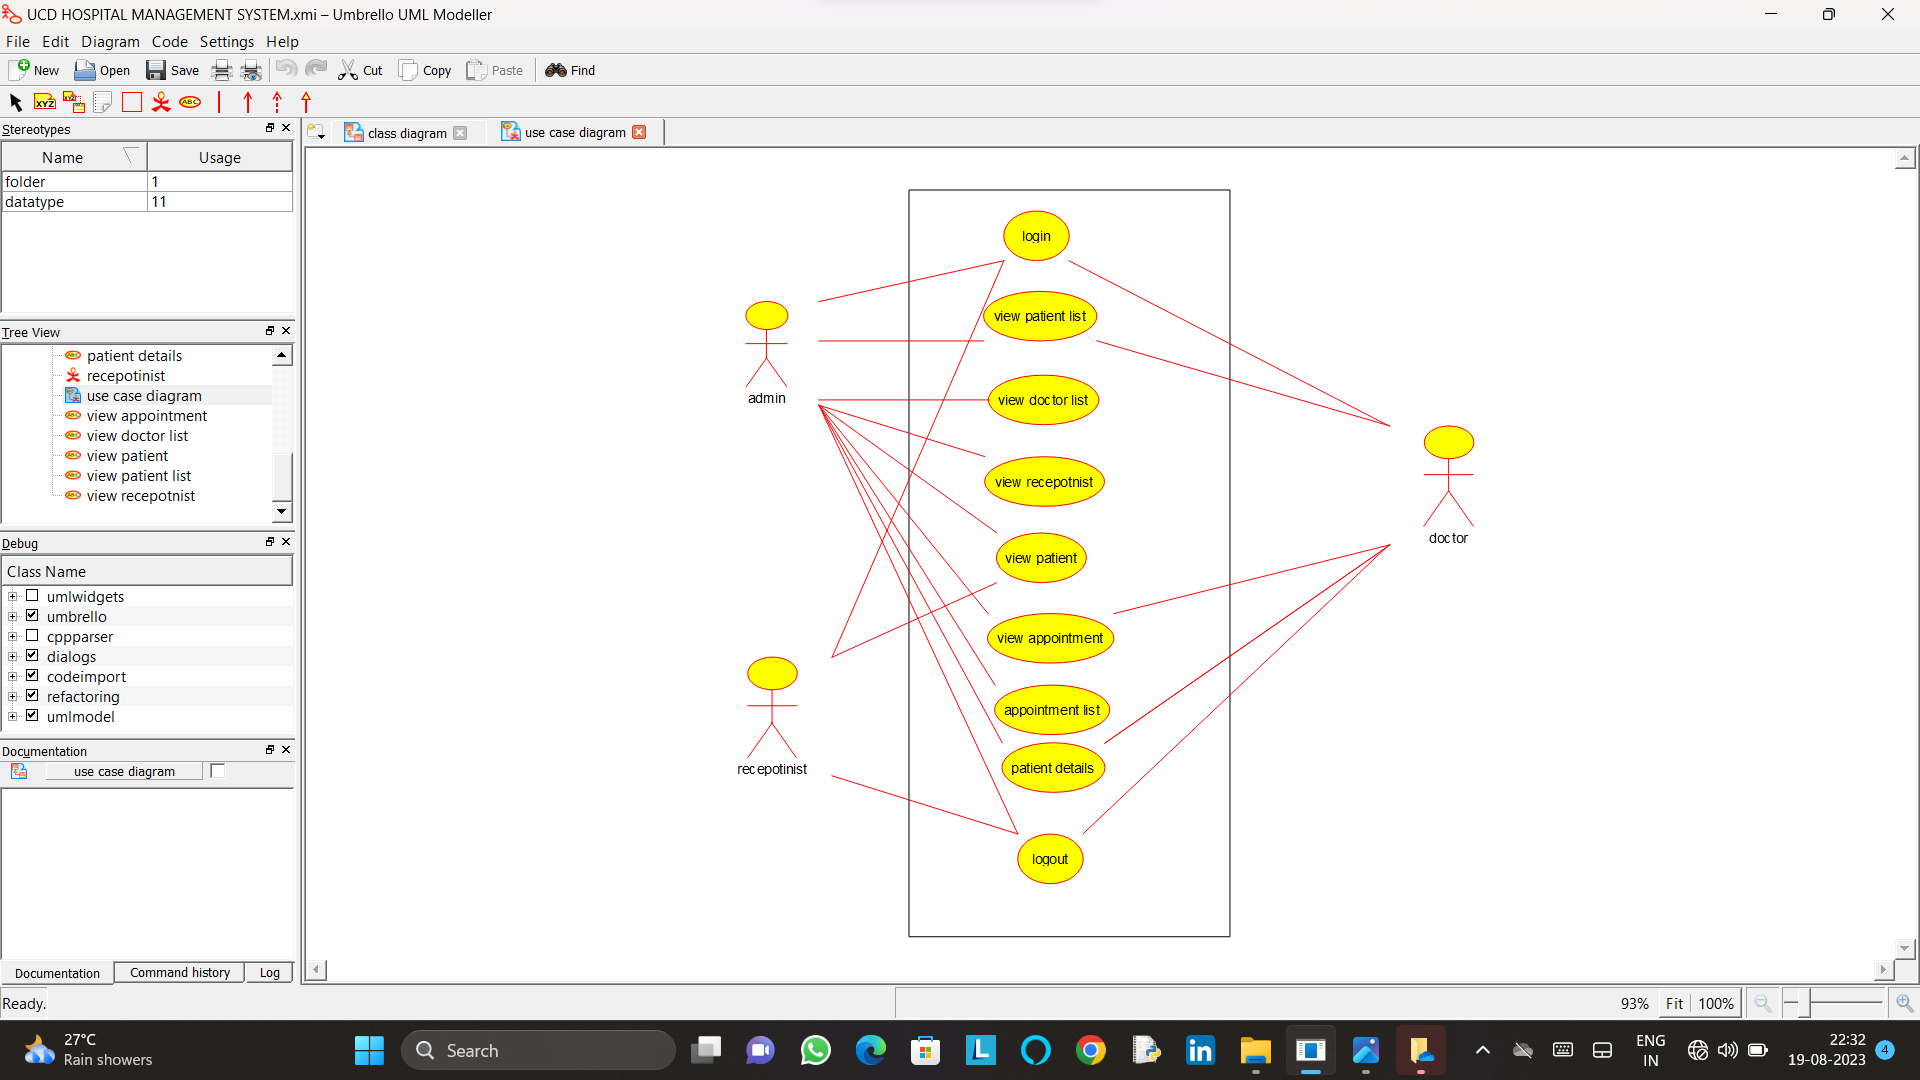 UCD HOSPITAL MANAGEMENT SYSTEM.xmi – Umbrello UML Modeller
File Edit Diagram Code Settings Help
New Open Save Cut Copy Paste Find
XYZ XYZ ABC
Stereotypes
Name Usage
folder 1
datatype 11
Tree View
patient details
recepotinist
use case diagram
view appointment
view doctor list
view patient
view patient list
view recepotnist
Debug
Class Name
umlwidgets
umbrello
cppparser
dialogs
codeimport
refactoring
umlmodel
Documentation
use case diagram
Documentation Command history Log
Ready.
class diagram use case diagram
login
view patient list
admin
view doctor list
view recepotnist
doctor
view patient
view appointment
appointment list
recepotinist
patient details
logout
93% Fit 100%
27°C
Rain showers
Search
L
in
ENG
IN
22:32
19-08-2023
4